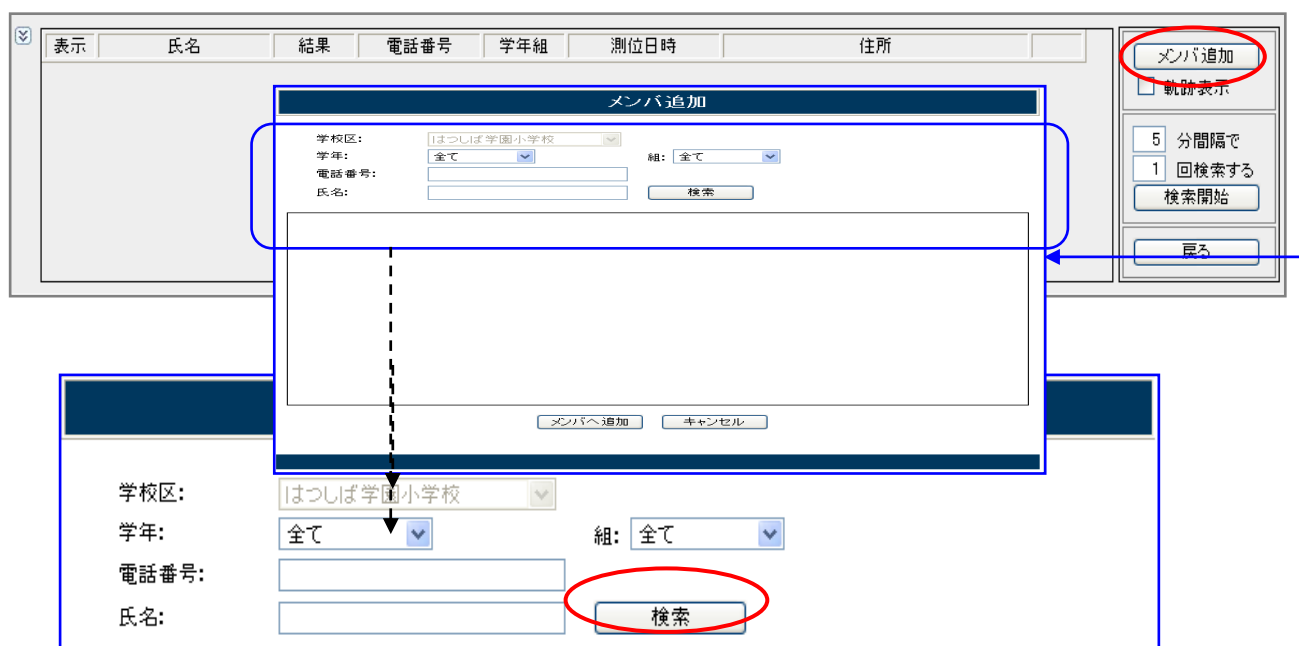 表示 氏名 結果 電話番号 学年組 測位日時 住所
メンバ追加
軌跡表示
5 分間隔で
1 回検索する
検索開始
戻る
メンバ追加
学校区: はつしば学園小学校
学年: 全て 組: 全て
電話番号:
氏名: 検索
メンバへ追加 キャンセル
学校区: はつしば学園小学校
学年: 全て 組: 全て
電話番号:
氏名: 検索